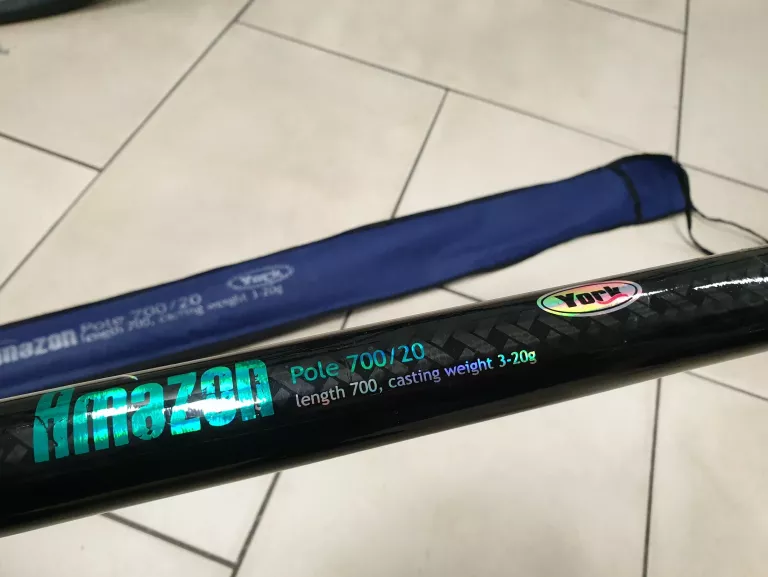 York
Pole 700/20
length 700, casting weight 3-20g
Amazon
York
Pole 700/20
length 700, casting weight 3-20g
Amazon